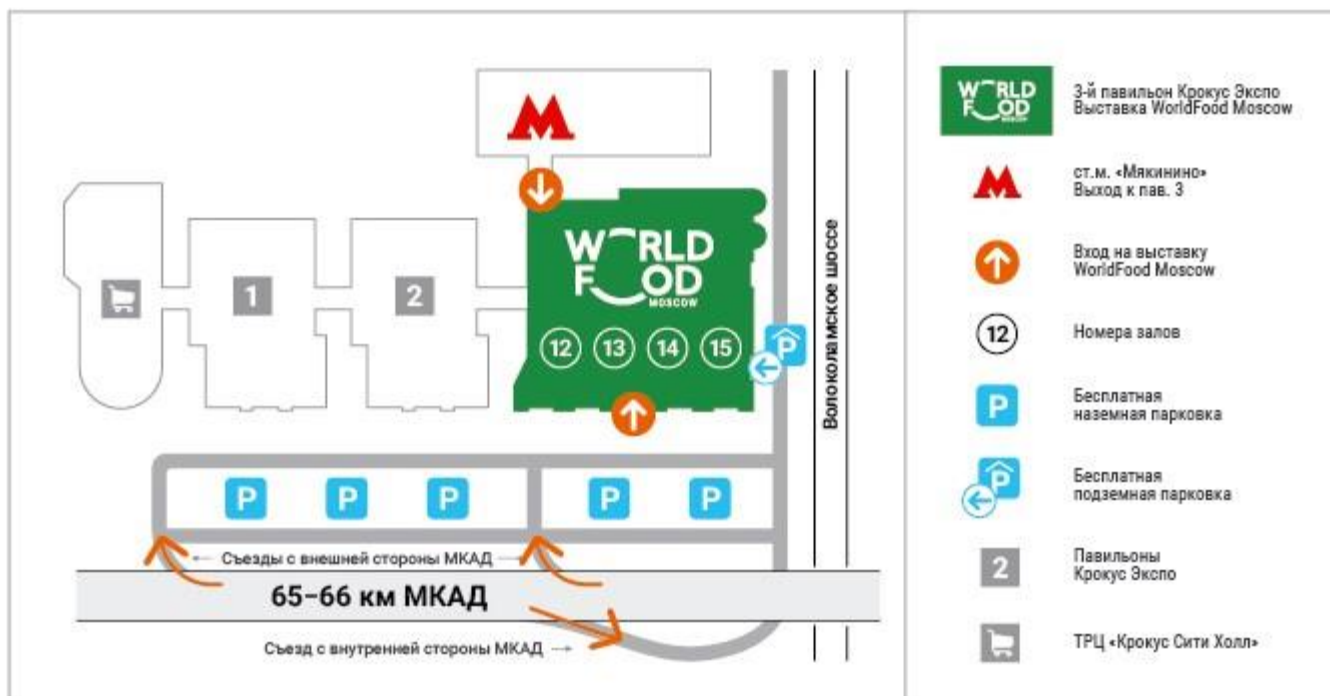 М
WORLD
FOOD
MOSCOW
1
2
12 13 14 15
P
Волоколамское шоссе
P P P P P
Съезды с внешней стороны МКАД
65–66 км МКАД
Съезд с внутренней стороны МКАД
WORLD
FOOD
MOSCOW
3-й павильон Крокус Экспо
Выставка WorldFood Moscow
М
ст.м. «Мякинино»
Выход к пав. 3
Вход на выставку
WorldFood Moscow
12
Номера залов
P
Бесплатная
наземная парковка
P
Бесплатная
подземная парковка
2
Павильоны
Крокус Экспо
ТРЦ «Крокус Сити Холл»